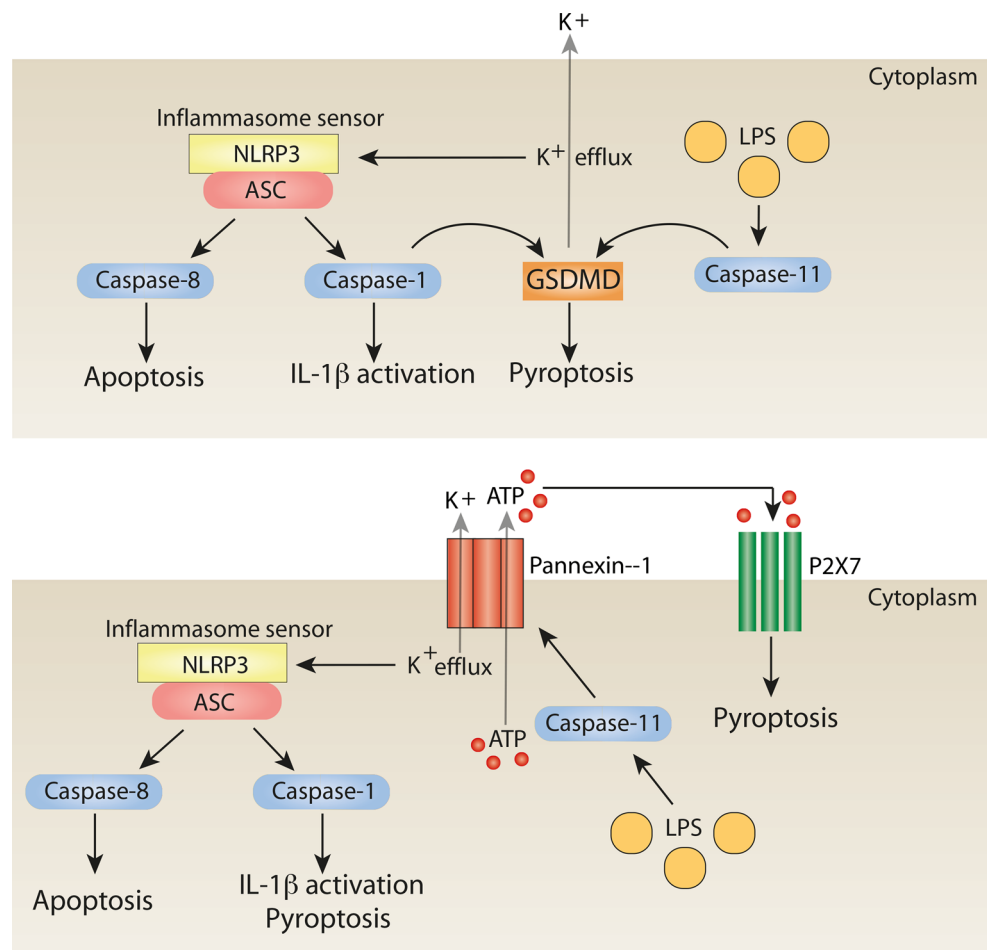 K+
Cytoplasm
Inflammasome sensor
LPS
NLRP3
K+ efflux
ASC
Caspase-8
Caspase-1
GSDMD
Caspase-11
Apoptosis
IL-1β activation
Pyroptosis
K+
ATP
Pannexin--1
P2X7
Cytoplasm
Inflammasome sensor
NLRP3
K+ efflux
ASC
Caspase-11
Pyroptosis
ATP
Caspase-8
Caspase-1
LPS
Apoptosis
IL-1β activation
Pyroptosis